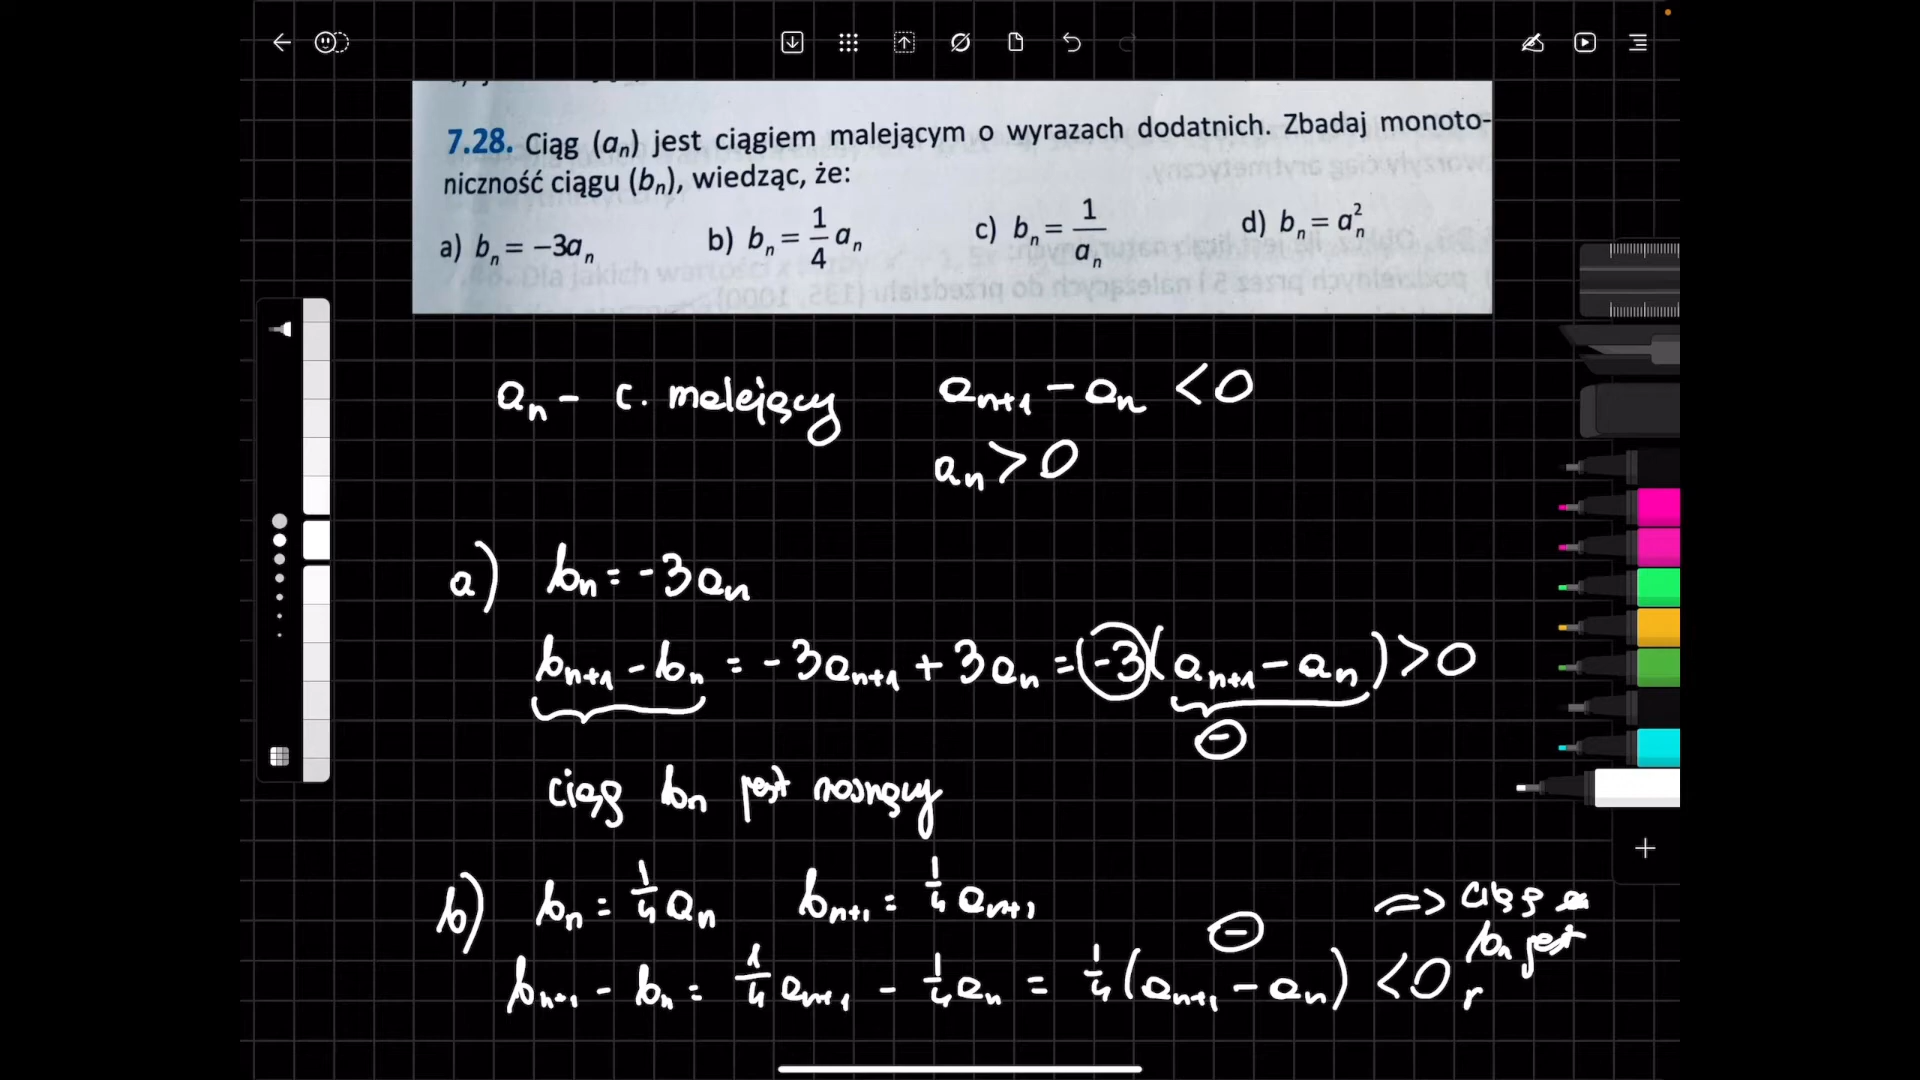 7.28. Ciąg (aₙ) jest ciągiem malejącym o wyrazach dodatnich. Zbadaj monoto-
niczność ciągu (bₙ), wiedząc, że:
a) bₙ = −3aₙ b) bₙ = 1/4 aₙ c) bₙ = 1/aₙ d) bₙ = aₙ²
aₙ - c. malejący aₙ₊₁ - aₙ < 0
aₙ > 0
a) bₙ = -3aₙ
bₙ₊₁ - bₙ = -3aₙ₊₁ + 3aₙ = (-3)(aₙ₊₁ - aₙ) > 0
-
ciąg bₙ jest rosnący
b) bₙ = 1/4 aₙ bₙ₊₁ = 1/4 aₙ₊₁
- => ciąg
bₙ jest
bₙ₊₁ - bₙ = 1/4 aₙ₊₁ - 1/4 aₙ = 1/4 (aₙ₊₁ - aₙ) < 0 r